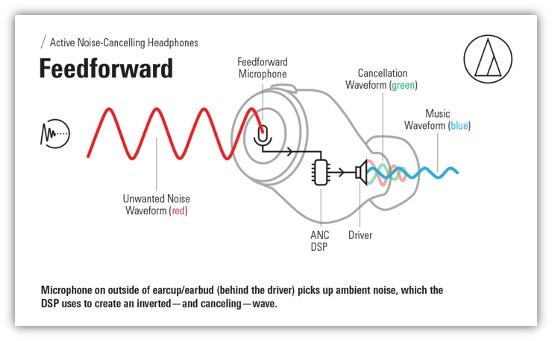 / Active Noise-Cancelling Headphones
Feedforward
Feedforward
Microphone
Cancellation
Waveform (green)
Music
Waveform (blue)
Unwanted Noise
Waveform (red)
ANC
DSP
Driver
Microphone on outside of earcup/earbud (behind the driver) picks up ambient noise, which the
DSP uses to create an inverted—and canceling—wave.